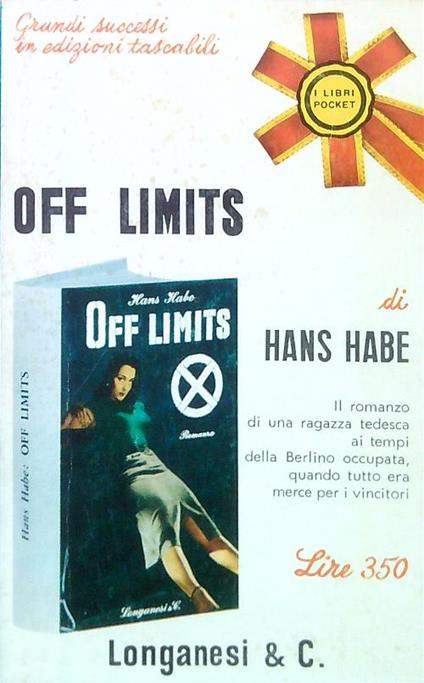 Grandi successi
in edizioni tascabili
I LIBRI
POCKET
OFF LIMITS
di
HANS HABE
Il romanzo
di una ragazza tedesca
ai tempi
della Berlino occupata,
quando tutto era
merce per i vincitori
Lire 350
Hans Habe: OFF LIMITS
Hans Habe
OFF LIMITS
Romanzo
Longanesi & C.
Longanesi & C.